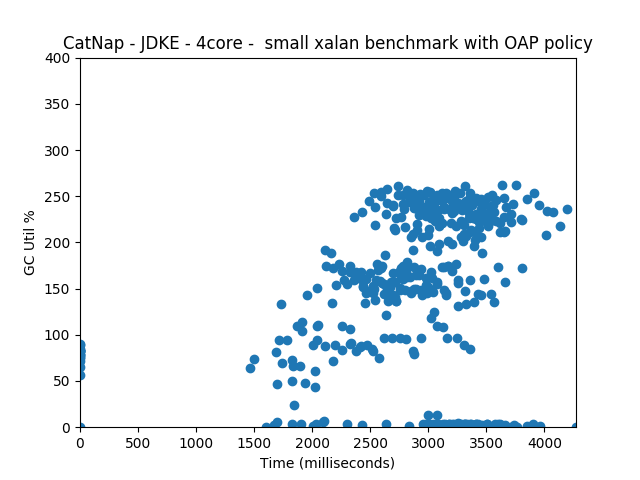 CatNap - JDKE - 4core -  small xalan benchmark with OAP policy
400
350
300
250
200
150
100
50
0
GC Util %
0 500 1000 1500 2000 2500 3000 3500 4000
Time (milliseconds)